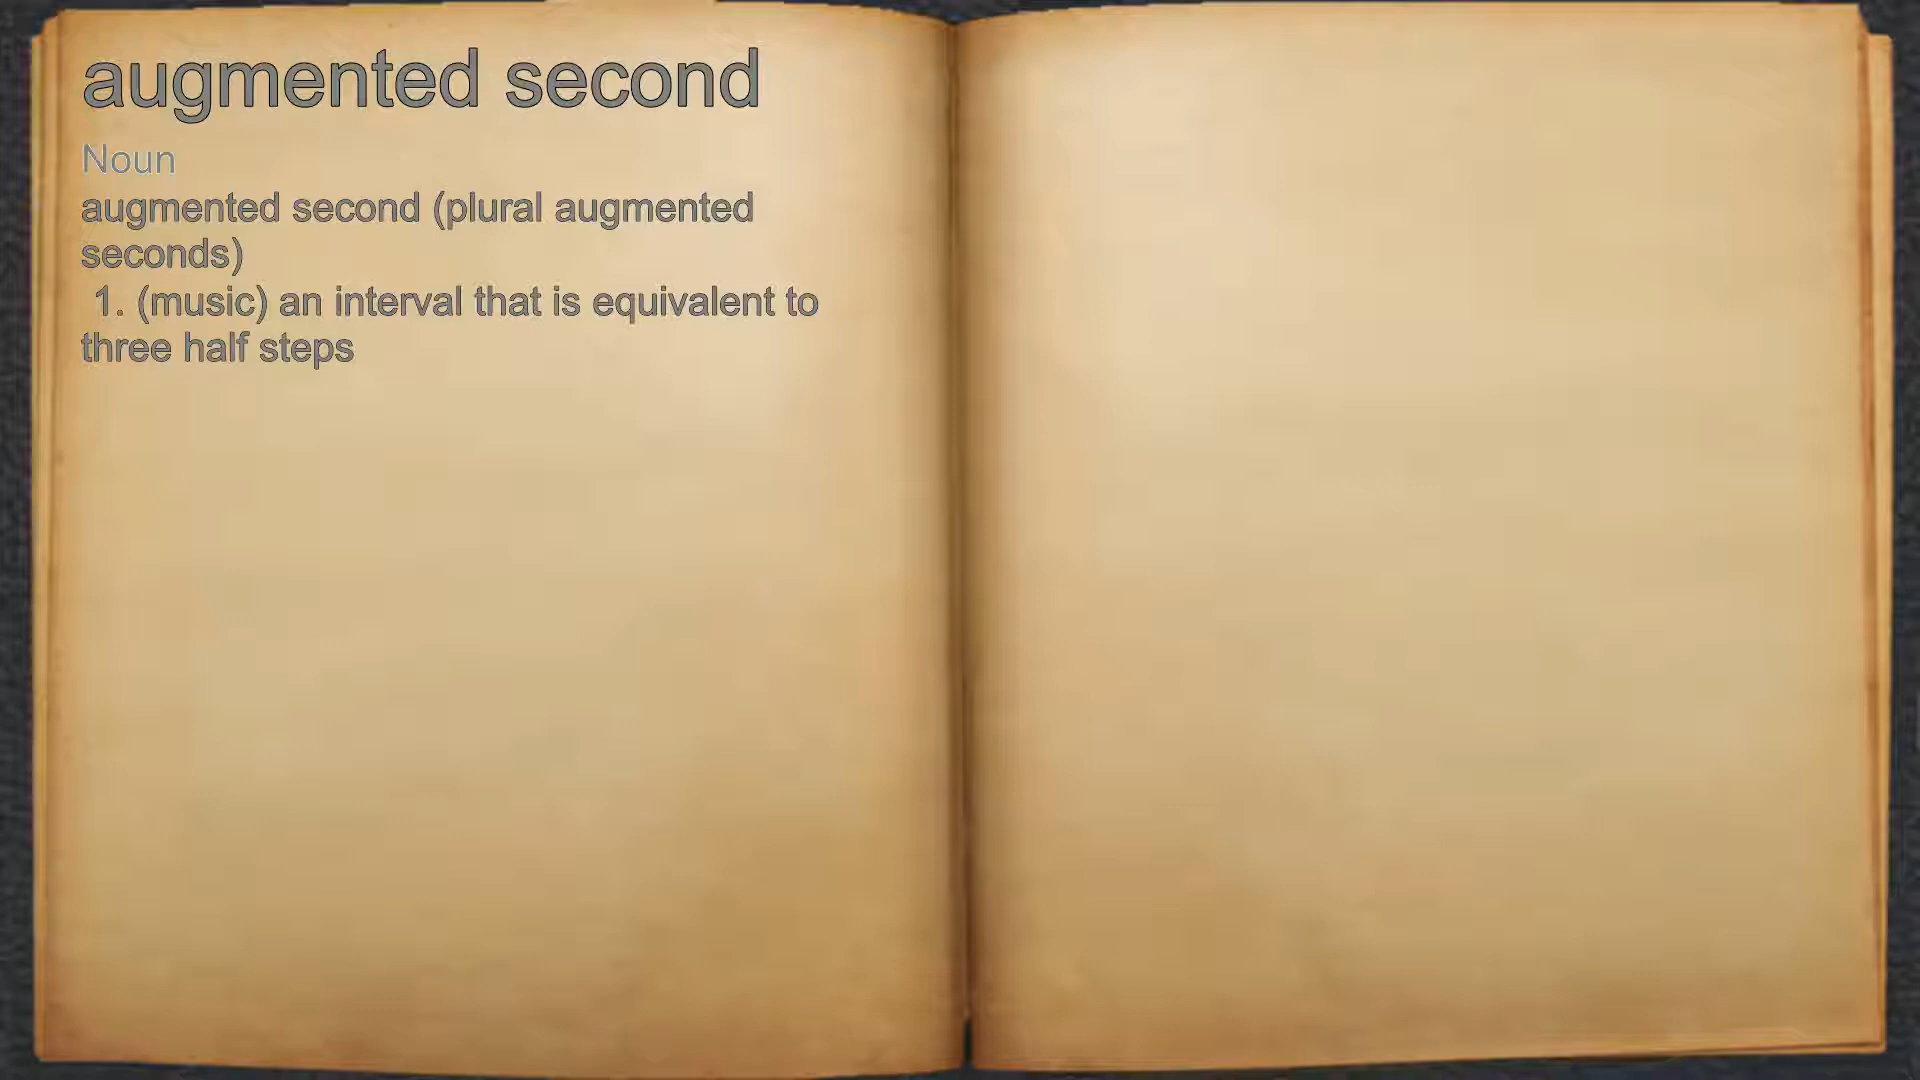 augmented second
Noun
augmented second (plural augmented
seconds)
1. (music) an interval that is equivalent to
three half steps